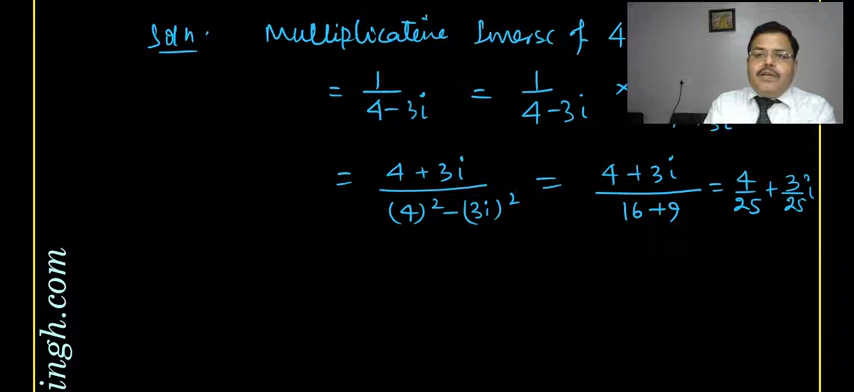 Soln. Multiplicative Inverse of 4
= 1/(4-3i) = 1/(4-3i) ×
3i
= (4+3i)/((4)²-(3i)²) = (4+3i)/(16+9) = 4/25 + 3/25 i
ingh.com